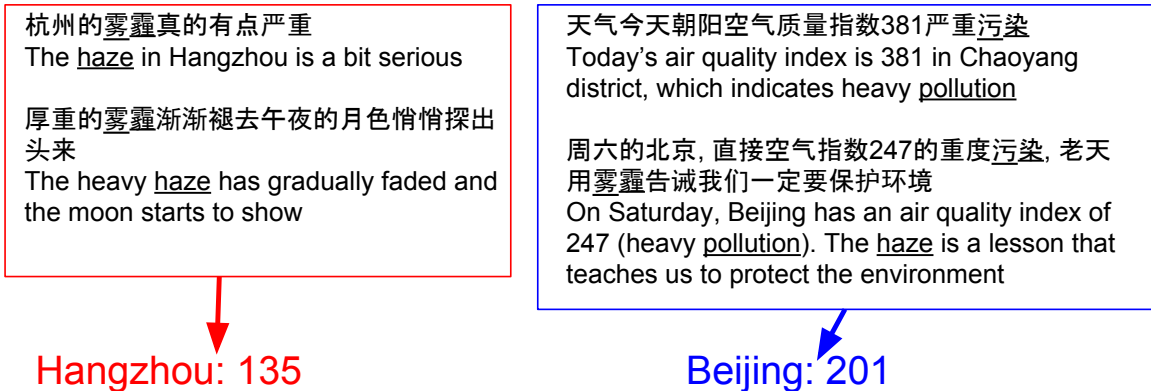 杭州的雾霾真的有点严重
The haze in Hangzhou is a bit serious
厚重的雾霾渐渐褪去午夜的月色悄悄探出
头来
The heavy haze has gradually faded and
the moon starts to show
Hangzhou: 135
天气今天朝阳空气质量指数381严重污染
Today’s air quality index is 381 in Chaoyang
district, which indicates heavy pollution
周六的北京, 直接空气指数247的重度污染, 老天
用雾霾告诫我们一定要保护环境
On Saturday, Beijing has an air quality index of
247 (heavy pollution). The haze is a lesson that
teaches us to protect the environment
Beijing: 201